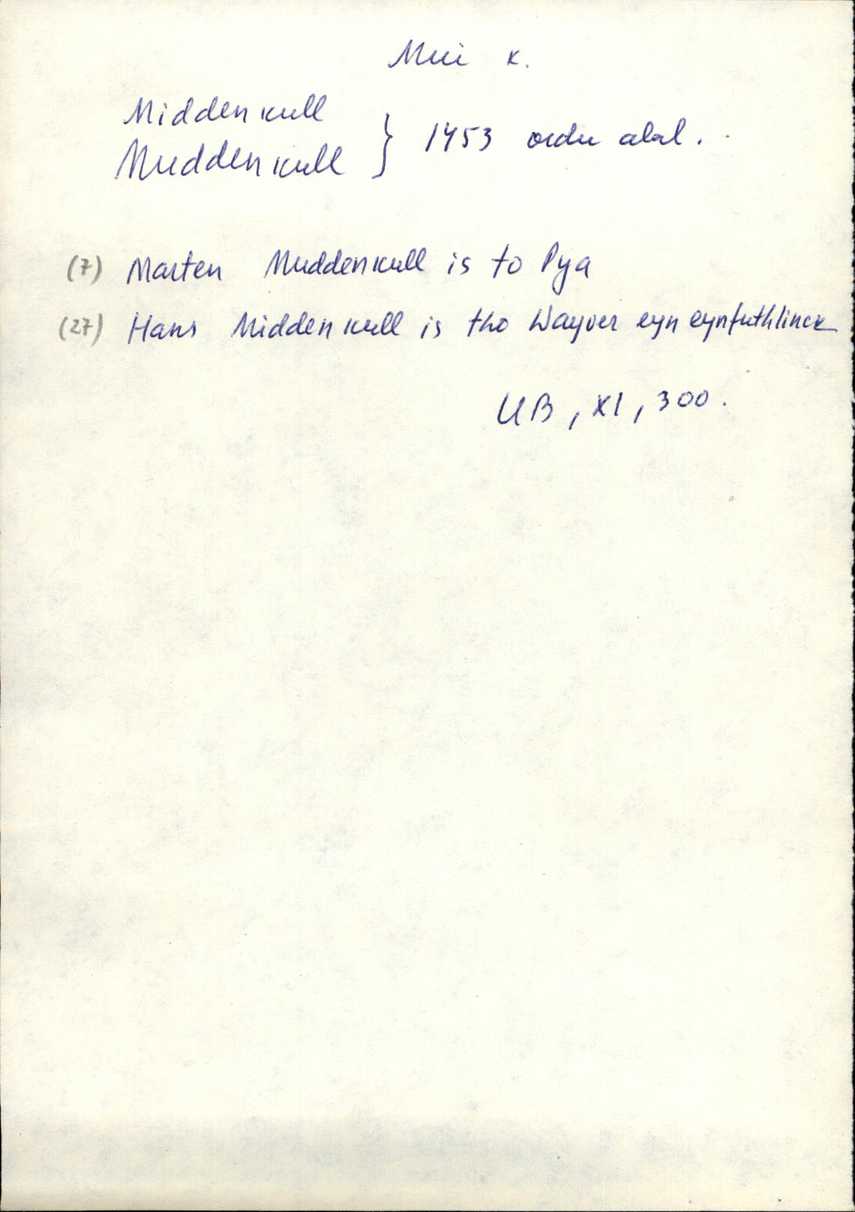 Mui k.
Middenkull
Muddenkull } 1453 ordu alal.
(7) Marten Muddenkull is to Pya
(27) Hans Middenkull is tho Wayver eyn eynfuthlinck
UB, XI, 300.